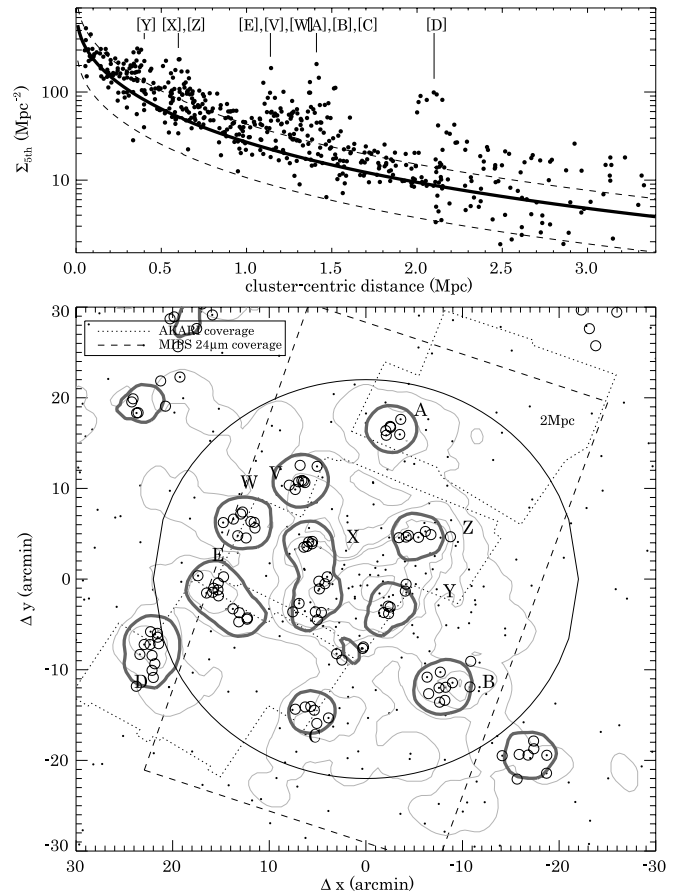 [Y] [X],[Z] [E],[V],[W][A],[B],[C] [D]
100
10
Σ5th (Mpc-2)
0.0 0.5 1.0 1.5 2.0 2.5 3.0
cluster-centric distance (Mpc)
30
AKARI coverage
MIPS 24μm coverage
20
A
2Mpc
W V
10
X Z
E
0
Y
Δ y (arcmin)
D B
-10
C
-20
-30
30 20 10 0 -10 -20 -30
Δ x (arcmin)